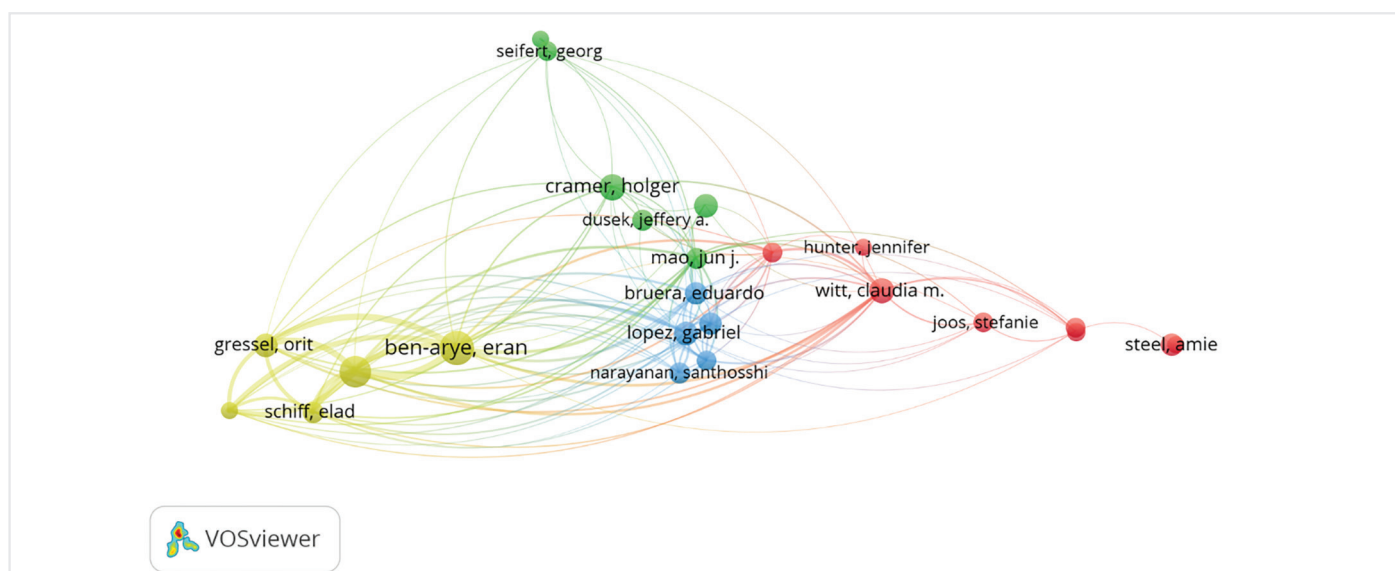 seifert, georg
cramer, holger
dusek, jeffery a.
hunter, jennifer
mao, jun j.
bruera, eduardo
witt, claudia m.
lopez, gabriel
joos, stefanie
gressel, orit
ben-arye, eran
steel, amie
narayanan, santhosshi
schiff, elad
VOSviewer